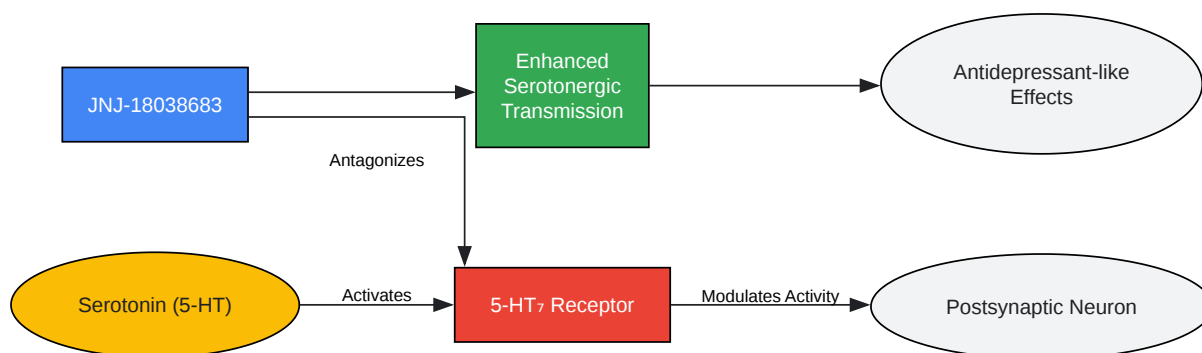 JNJ-18038683
Enhanced
Serotonergic
Transmission
Antidepressant-like
Effects
Antagonizes
Serotonin (5-HT)
Activates
5-HT₇ Receptor
Modulates Activity
Postsynaptic Neuron